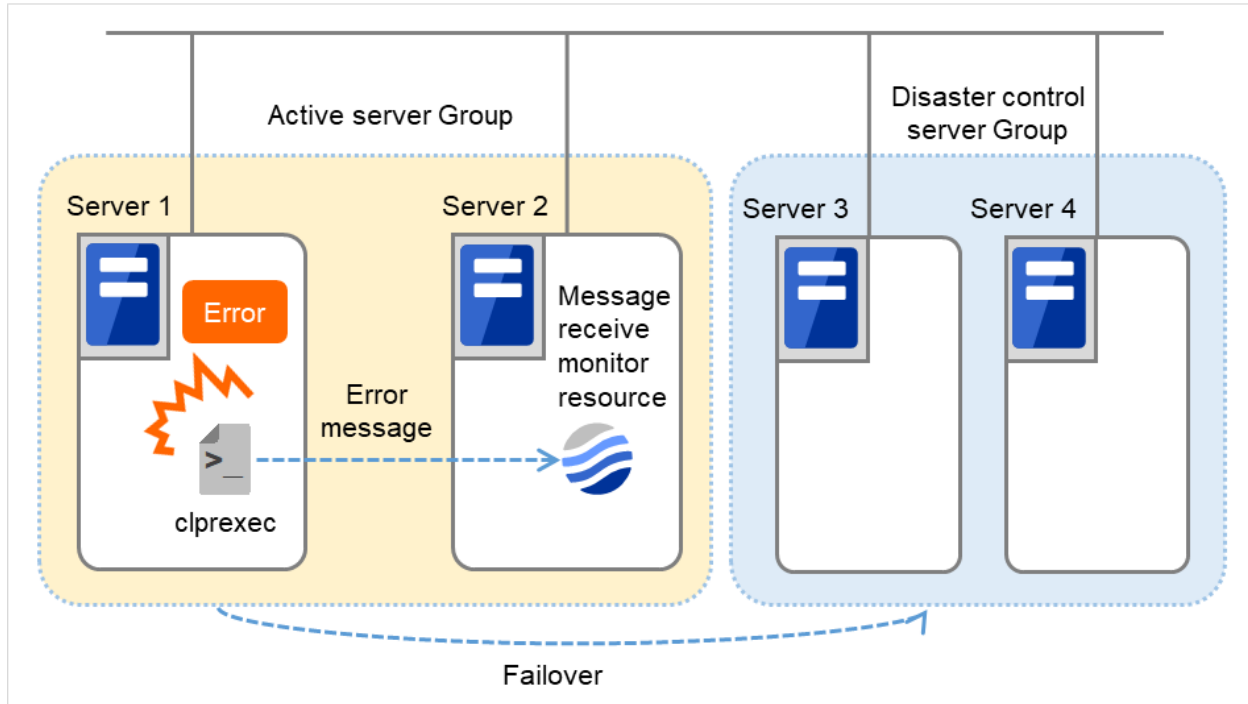 Active server Group
Disaster control
server Group
Server 1
Server 2
Server 3
Server 4
Error
Message
receive
monitor
resource
Error
message
>_
clprexec
Failover